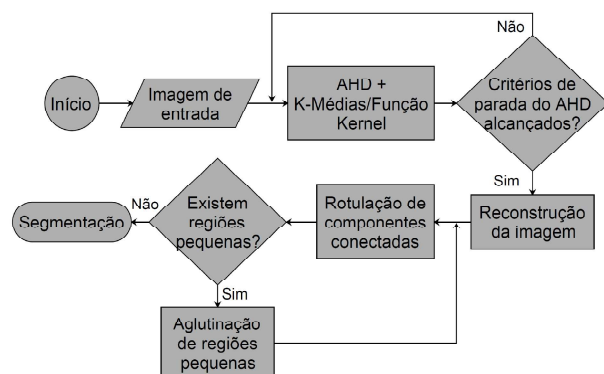 Não
Início
Imagem de
entrada
AHD +
K-Médias/Função
Kernel
Critérios de
parada do AHD
alcançados?
Sim
Reconstrução
da imagem
Rotulação de
componentes
conectadas
Existem
regiões
pequenas?
Não
Segmentação
Sim
Aglutinação
de regiões
pequenas